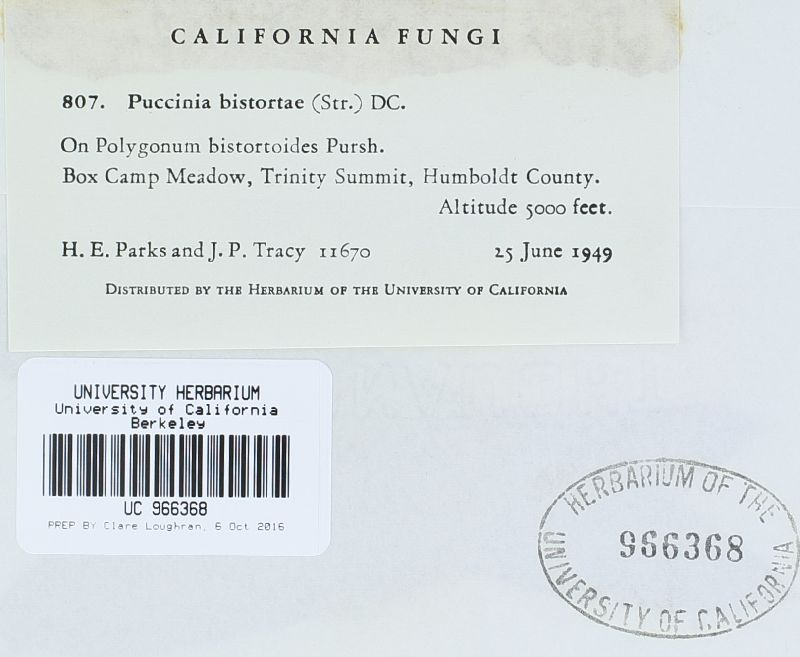 CALIFORNIA FUNGI
807. Puccinia bistortae (Str.) DC.
On Polygonum bistortoides Pursh.
Box Camp Meadow, Trinity Summit, Humboldt County.
Altitude 5000 feet.
H. E. Parks and J. P. Tracy 11670 25 June 1949
DISTRIBUTED BY THE HERBARIUM OF THE UNIVERSITY OF CALIFORNIA
UNIVERSITY HERBARIUM
University of California
Berkeley
UC 966368
PREP BY Clare Loughran, 6 Oct 2016
HERBARIUM OF THE
966368
UNIVERSITY OF CALIFORNIA